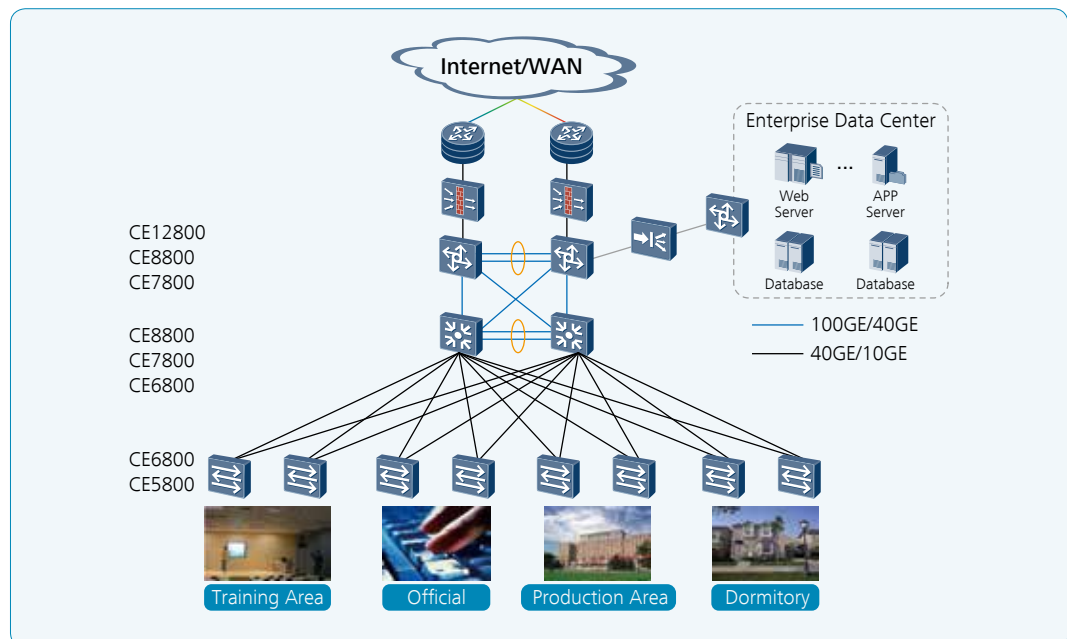 Internet/WAN
Enterprise Data Center
...
Web
Server
APP
Server
Database
Database
CE12800
CE8800
CE7800
100GE/40GE
40GE/10GE
CE8800
CE7800
CE6800
CE6800
CE5800
Training Area
Official
Production Area
Dormitory